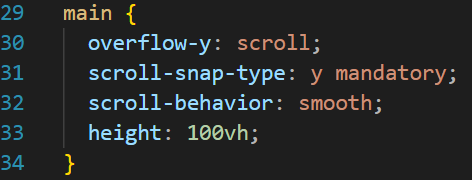 29 main {
30 overflow-y: scroll;
31 scroll-snap-type: y mandatory;
32 scroll-behavior: smooth;
33 height: 100vh;
34 }